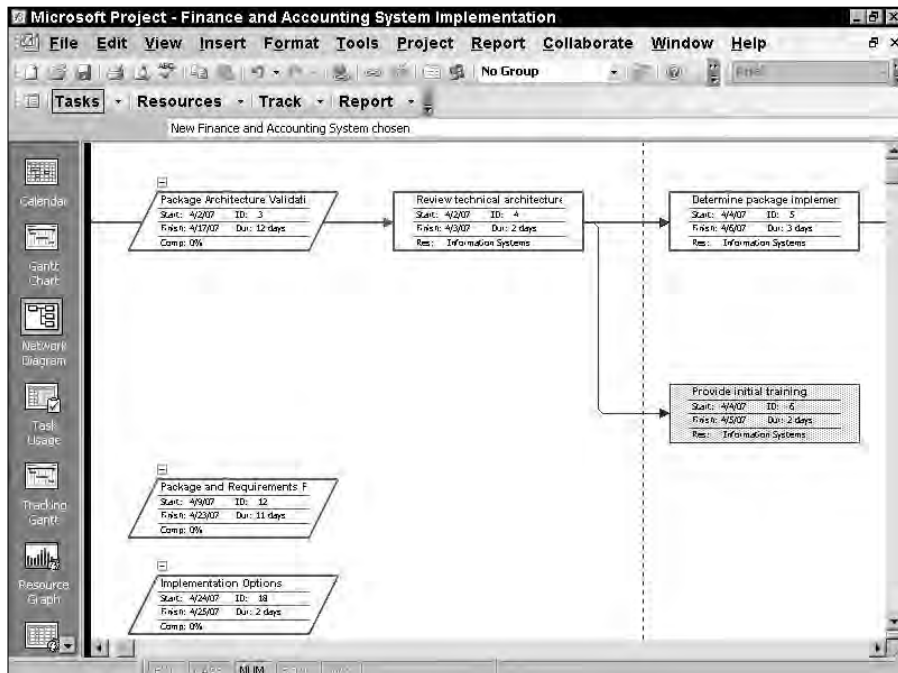 Microsoft Project - Finance and Accounting System Implementation
File Edit View Insert Format Tools Project Report Collaborate Window Help
No Group
Tasks Resources Track Report
New Finance and Accounting System chosen
Calendar
Gantt
Chart
Network
Diagram
Task
Usage
Tracking
Gantt
Resource
Graph
Package Architecture Validati
Start: 4/2/07 ID: 3
Finish: 4/17/07 Dur: 12 days
Comp: 0%
Review technical architecture
Start: 4/2/07 ID: 4
Finish: 4/3/07 Dur: 2 days
Res: Information Systems
Determine package implemer
Start: 4/4/07 ID: 5
Finish: 4/6/07 Dur: 3 days
Res: Information Systems
Provide initial training
Start: 4/4/07 ID: 6
Finish: 4/5/07 Dur: 2 days
Res: Information Systems
Package and Requirements F
Start: 4/9/07 ID: 12
Finish: 4/23/07 Dur: 11 days
Comp: 0%
Implementation Options
Start: 4/24/07 ID: 18
Finish: 4/25/07 Dur: 2 days
Comp: 0%
NUM